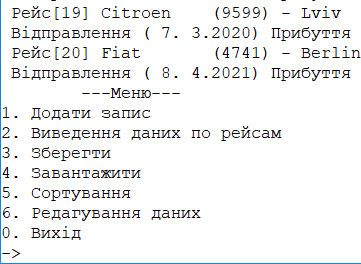 Рейс[19] Citroen (9599) - Lviv
Відправлення ( 7. 3.2020) Прибуття
Рейс[20] Fiat (4741) - Berlin
Відправлення ( 8. 4.2021) Прибуття
---Меню---
1. Додати запис
2. Виведення даних по рейсам
3. Зберегти
4. Завантажити
5. Сортування
6. Редагування даних
0. Вихід
->